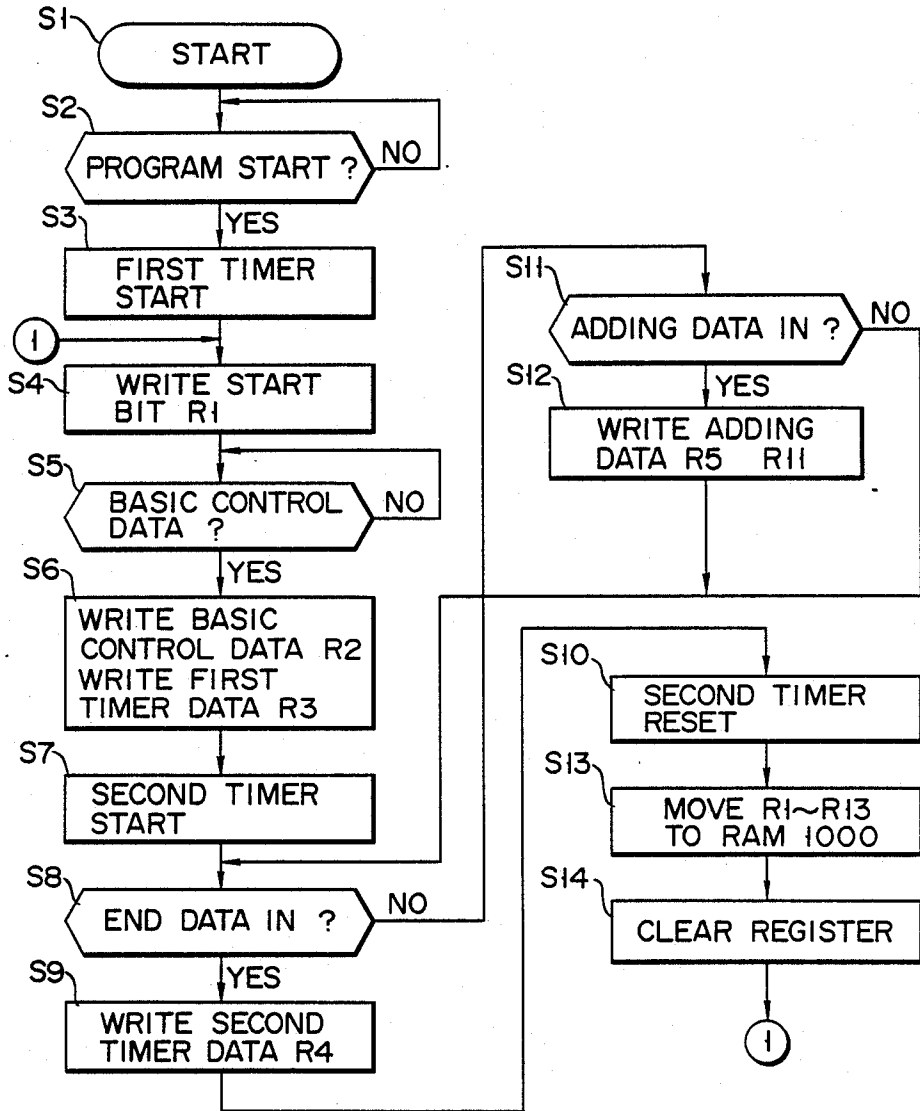 S1
START
S2
PROGRAM START ?
NO
YES
S3
FIRST TIMER
START
1
S4
WRITE START
BIT R1
S5
BASIC CONTROL
DATA ?
NO
YES
S6
WRITE BASIC
CONTROL DATA R2
WRITE FIRST
TIMER DATA R3
S7
SECOND TIMER
START
S8
END DATA IN ?
NO
YES
S9
WRITE SECOND
TIMER DATA R4
S11
ADDING DATA IN ?
NO
YES
S12
WRITE ADDING
DATA R5 R11
S10
SECOND TIMER
RESET
S13
MOVE R1~R13
TO RAM 1000
S14
CLEAR REGISTER
1